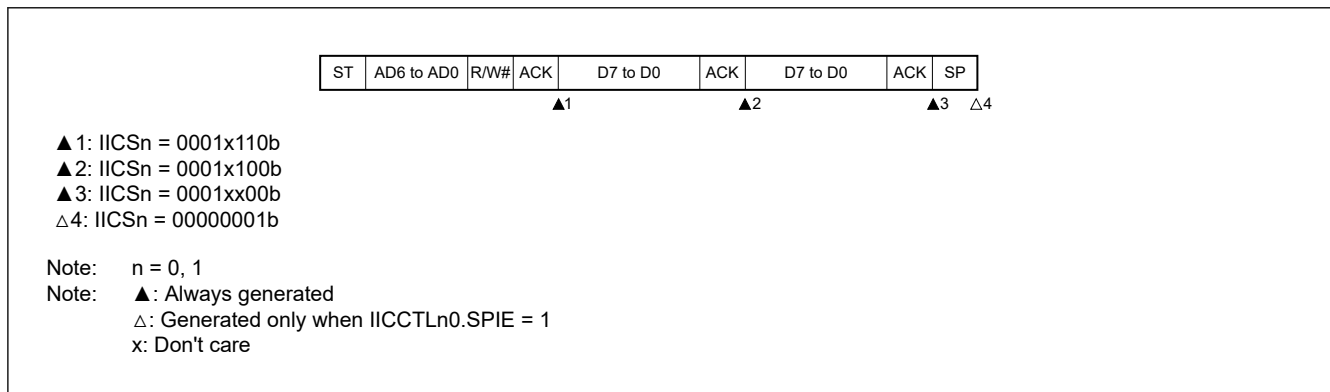 ST AD6 to AD0 R/W# ACK D7 to D0 ACK D7 to D0 ACK SP
▲1 ▲2 ▲3 △4
▲1: IICSn = 0001x110b
▲2: IICSn = 0001x100b
▲3: IICSn = 0001xx00b
△4: IICSn = 00000001b
Note: n = 0, 1
Note: ▲: Always generated
△: Generated only when IICCTLn0.SPIE = 1
x: Don't care